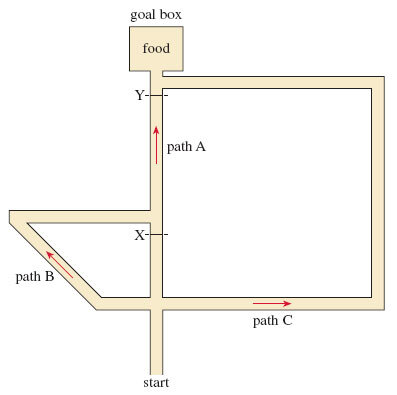 goal box
food
Y
path A
X
path B
path C
start